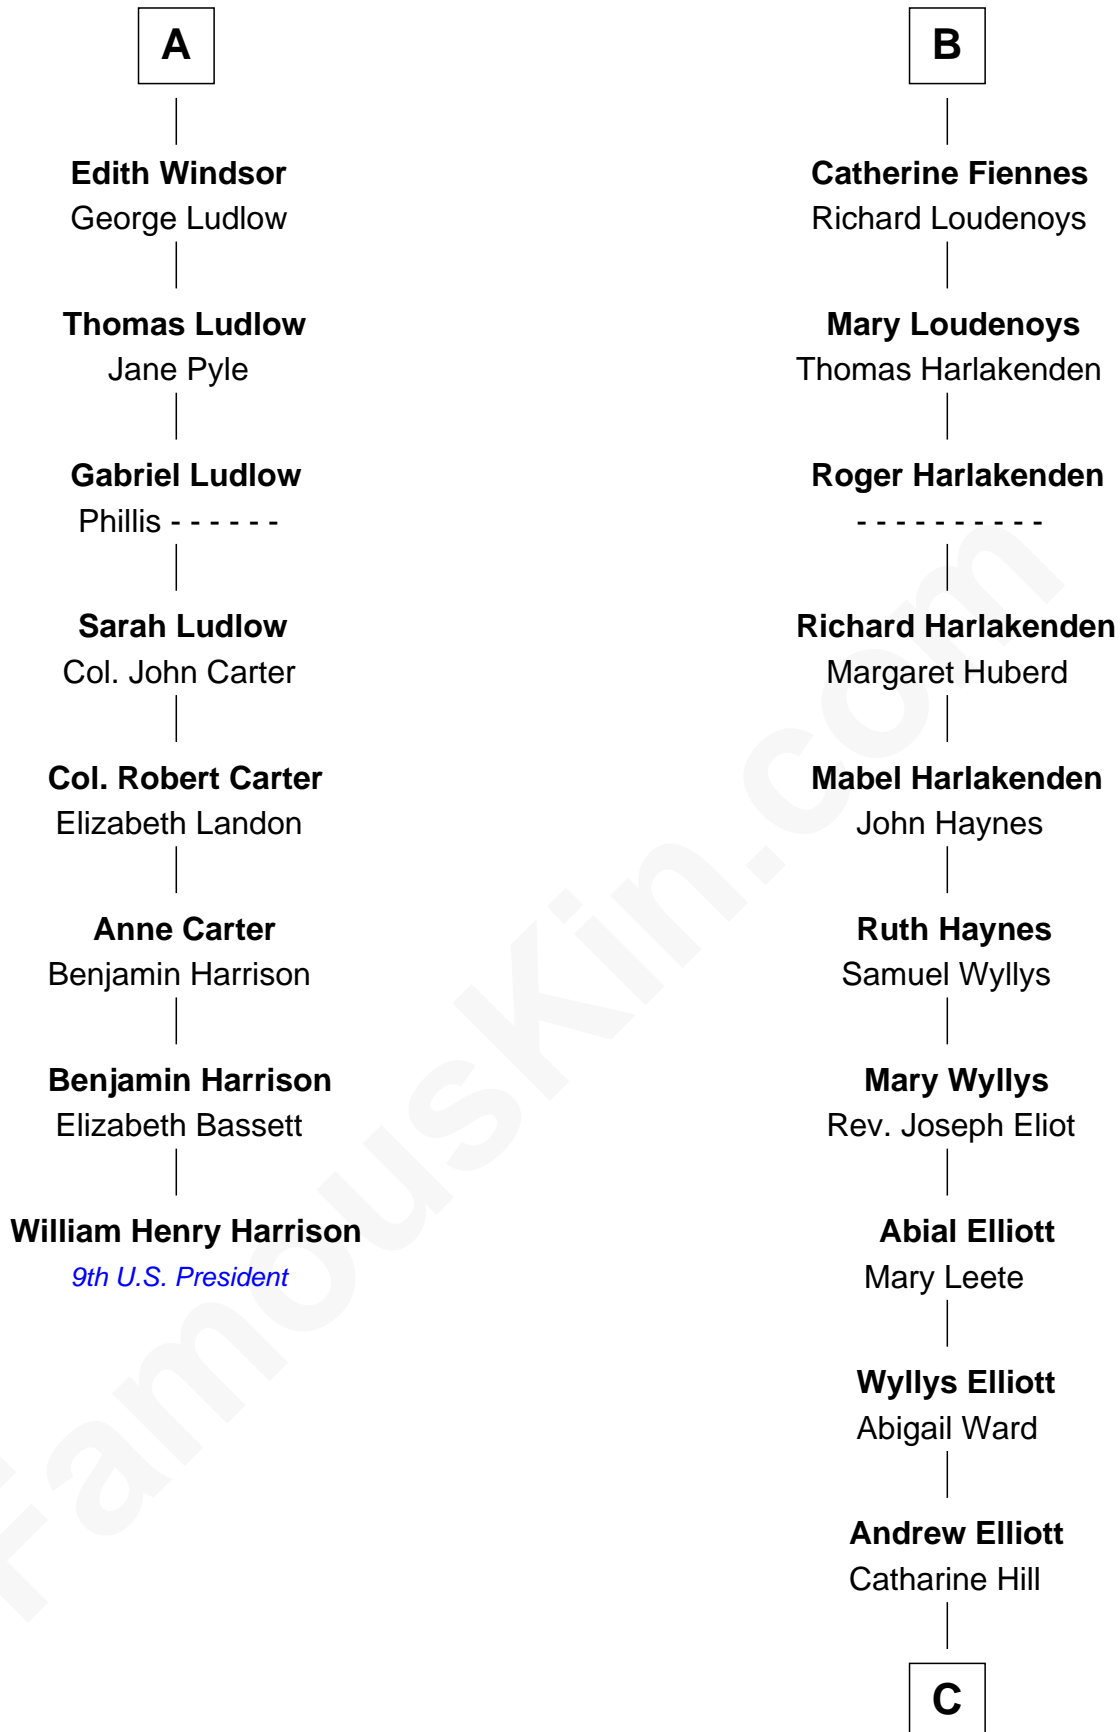 A
Edith Windsor
George Ludlow
Thomas Ludlow
Jane Pyle
Gabriel Ludlow
Phillis - - - - - -
Sarah Ludlow
Col. John Carter
Col. Robert Carter
Elizabeth Landon
Anne Carter
Benjamin Harrison
Benjamin Harrison
Elizabeth Bassett
William Henry Harrison
9th U.S. President
B
Catherine Fiennes
Richard Loudenoys
Mary Loudenoys
Thomas Harlakenden
Roger Harlakenden
- - - - - - - - - -
Richard Harlakenden
Margaret Huberd
Mabel Harlakenden
John Haynes
Ruth Haynes
Samuel Wyllys
Mary Wyllys
Rev. Joseph Eliot
Abial Elliott
Mary Leete
Wyllys Elliott
Abigail Ward
Andrew Elliott
Catharine Hill
C
FamousKin.com